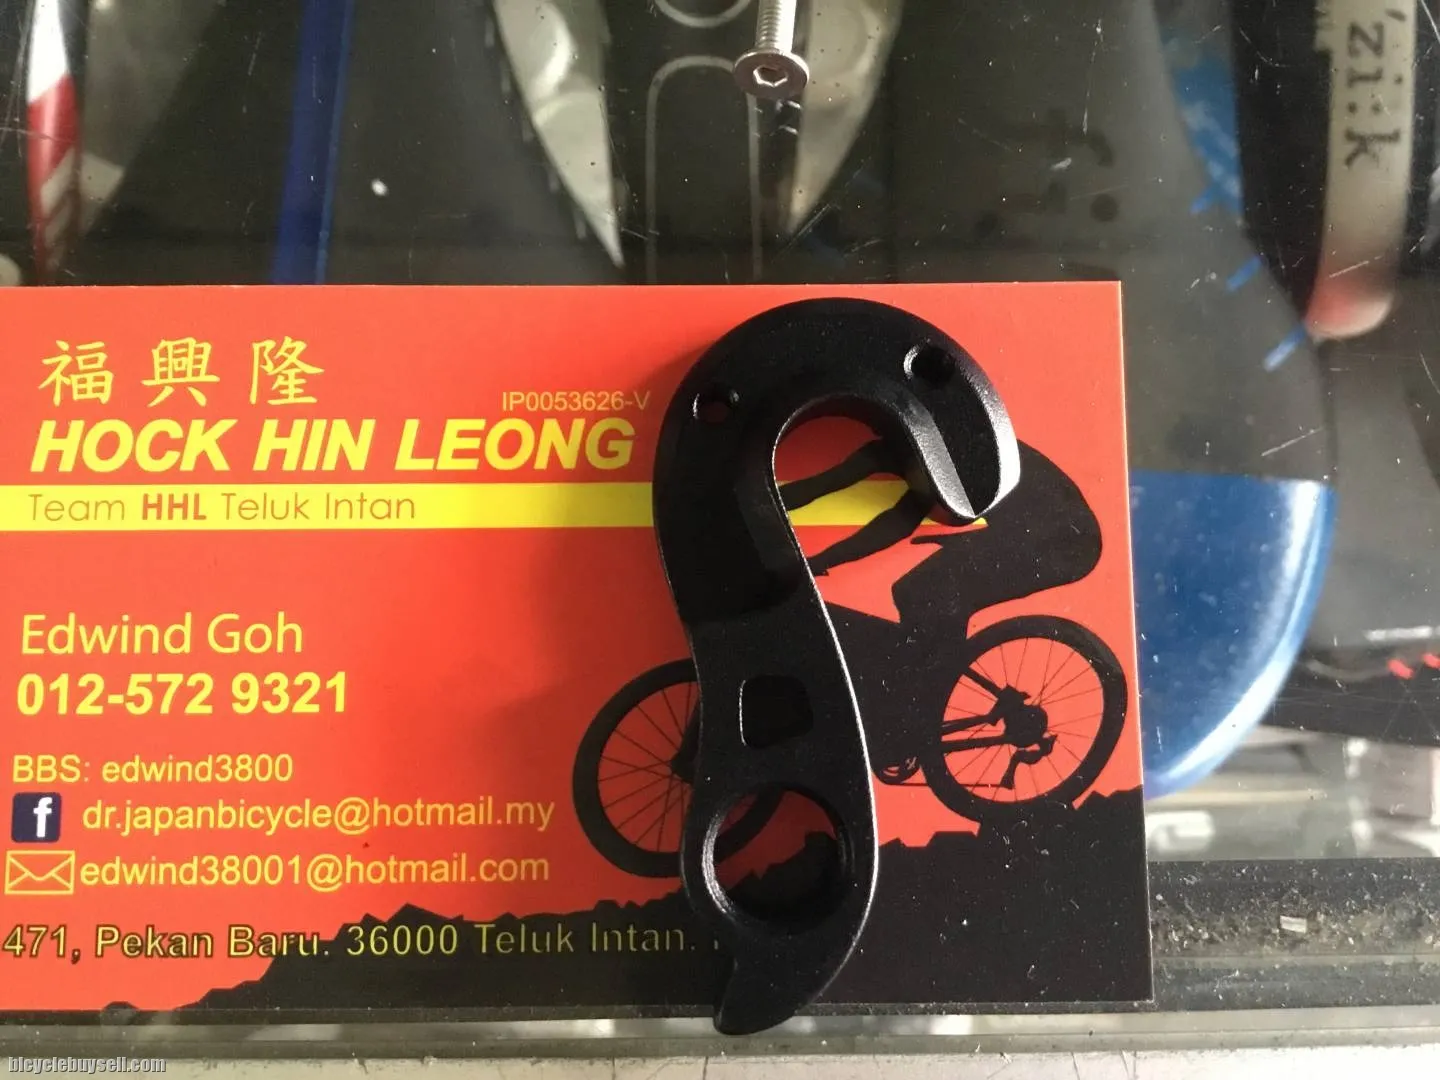 'zi:k
福興隆
IP0053626-V
HOCK HIN LEONG
Team HHL Teluk Intan
Edwind Goh
012-572 9321
BBS: edwind3800
f dr.japanbicycle@hotmail.my
edwind38001@hotmail.com
471, Pekan Baru. 36000 Teluk Intan.
bicyclebuysell.com